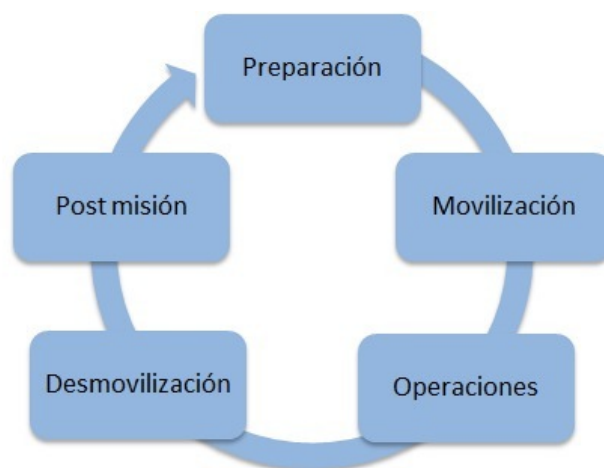 Preparación
Movilización
Operaciones
Desmovilización
Post misión